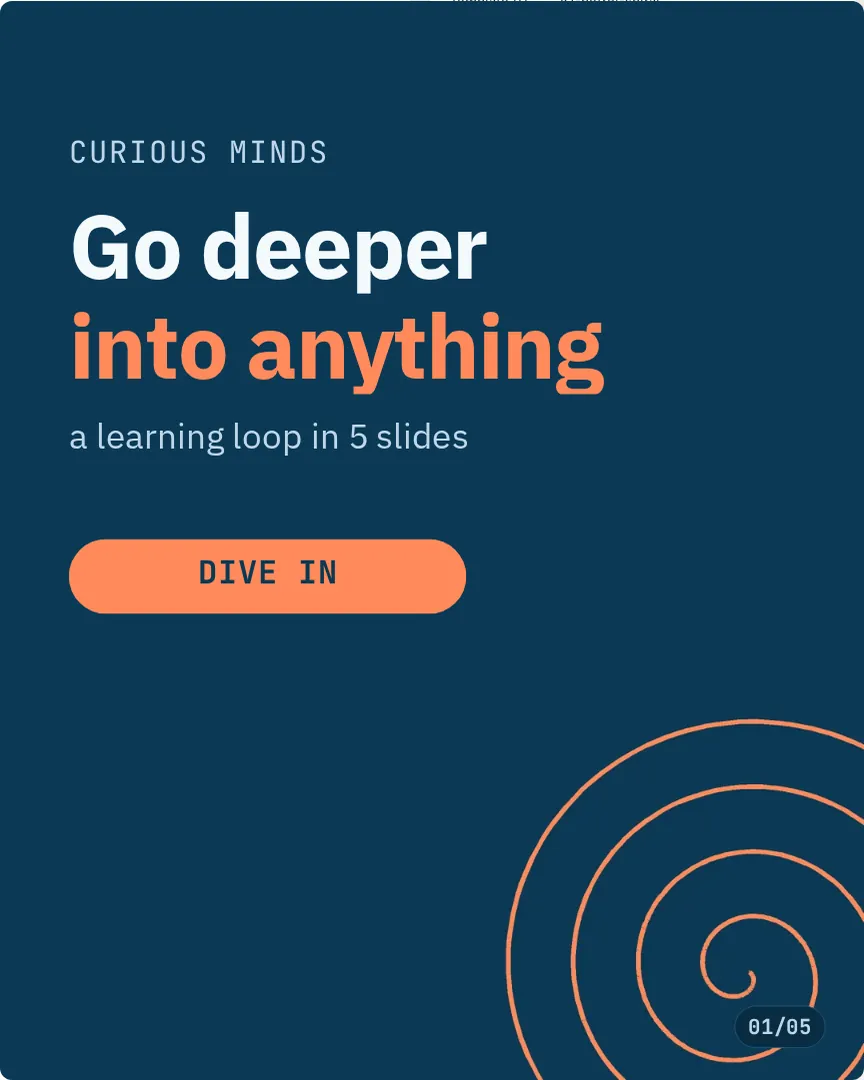 CURIOUS MINDS
Go deeper
into anything
a learning loop in 5 slides
DIVE IN
01/05